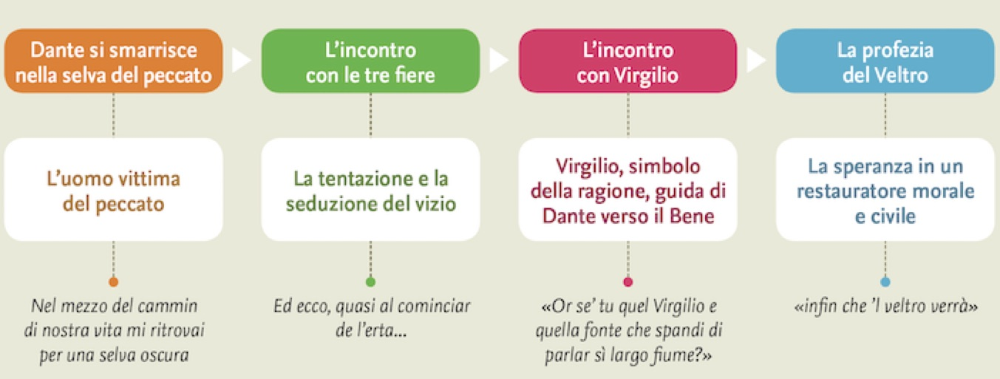 Dante si smarrisce
nella selva del peccato
L'incontro
con le tre fiere
L'incontro
con Virgilio
La profezia
del Veltro
L'uomo vittima
del peccato
La tentazione e la
seduzione del vizio
Virgilio, simbolo
della ragione, guida di
Dante verso il Bene
La speranza in un
restauratore morale
e civile
Nel mezzo del cammin
di nostra vita mi ritrovai
per una selva oscura
Ed ecco, quasi al cominciar
de l'erta...
«Or se' tu quel Virgilio e
quella fonte che spandi di
parlar sì largo fiume?»
«infin che 'l veltro verrà»